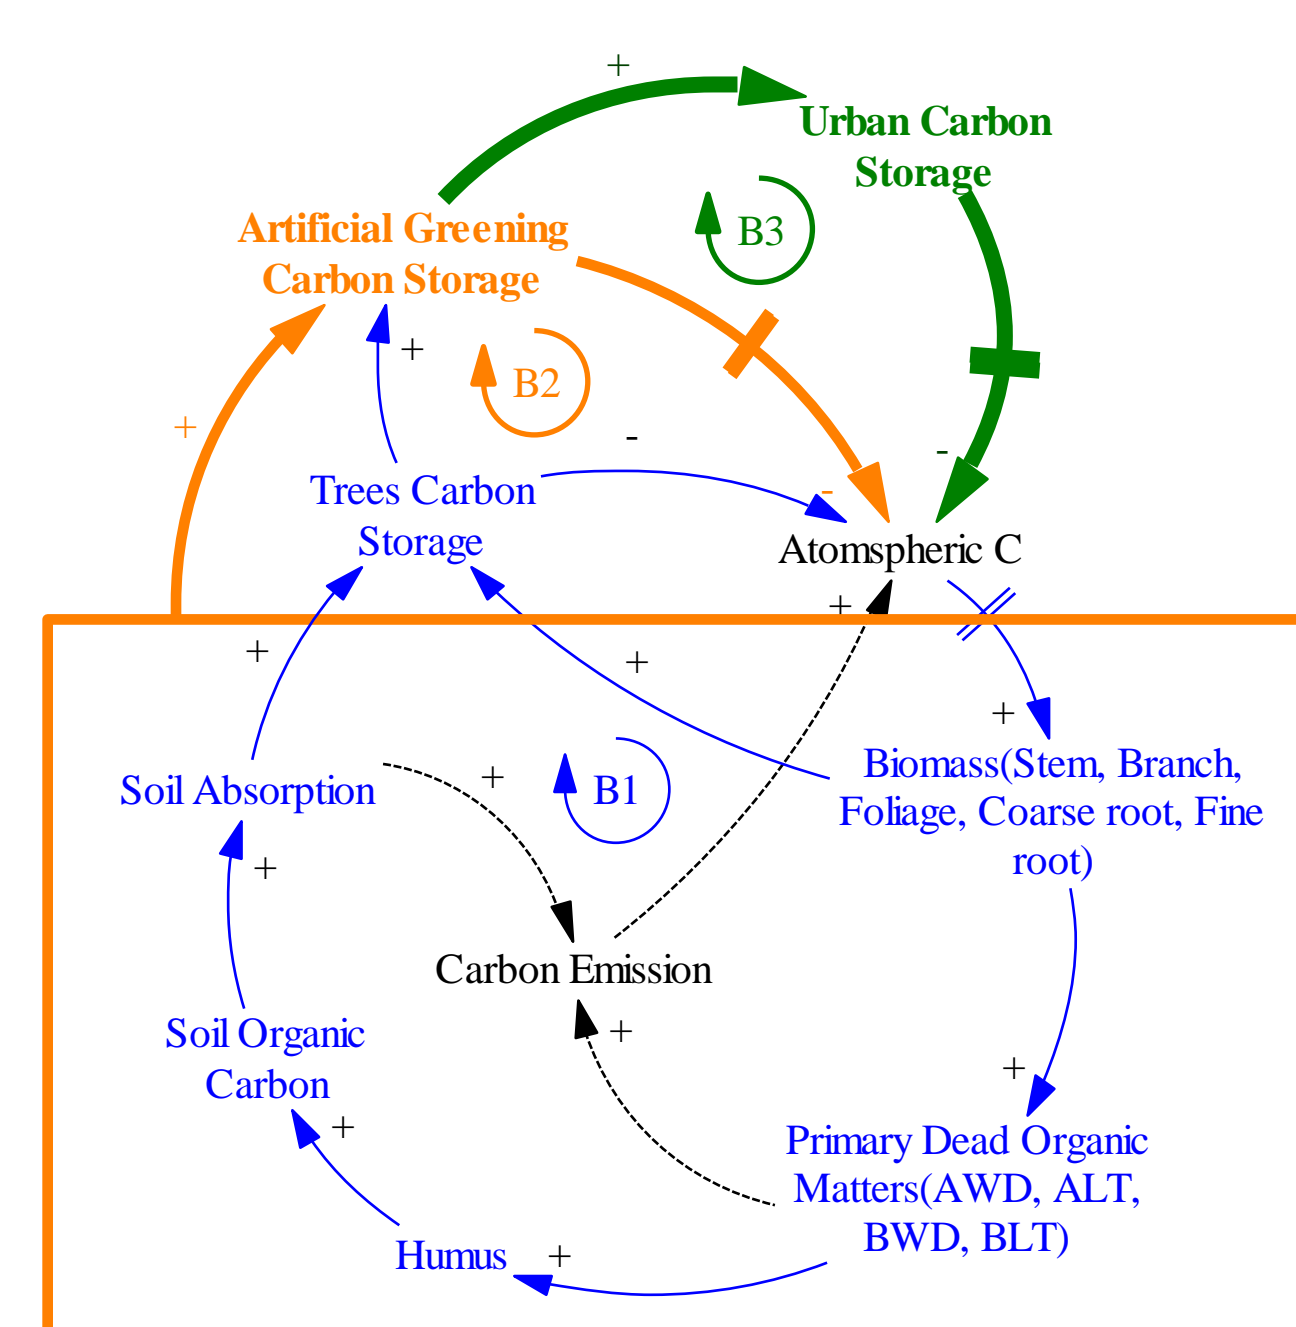 +
Urban Carbon
Storage
Artificial Greening
Carbon Storage
B3
+
B2
+
-
-
-
Trees Carbon
Storage
Atomspheric C
+
+
+
+
Soil Absorption
+
B1
Biomass(Stem, Branch,
Foliage, Coarse root, Fine
root)
+
Carbon Emission
+
Soil Organic
Carbon
+
+
Primary Dead Organic
Matters(AWD, ALT,
BWD, BLT)
Humus
+